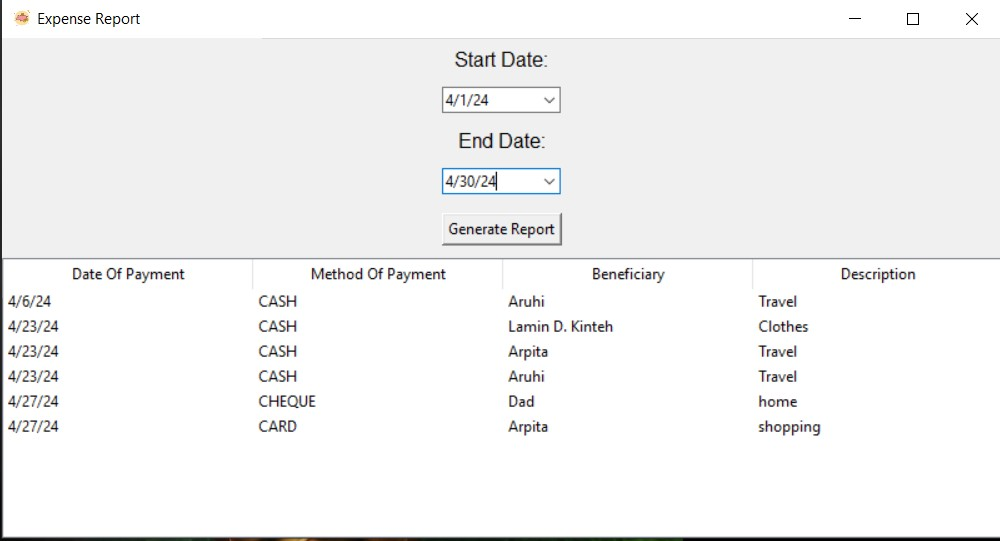 Expense Report
Start Date:
4/1/24
End Date:
4/30/24
Generate Report
Date Of Payment Method Of Payment Beneficiary Description
4/6/24 CASH Aruhi Travel
4/23/24 CASH Lamin D. Kinteh Clothes
4/23/24 CASH Arpita Travel
4/23/24 CASH Aruhi Travel
4/27/24 CHEQUE Dad home
4/27/24 CARD Arpita shopping